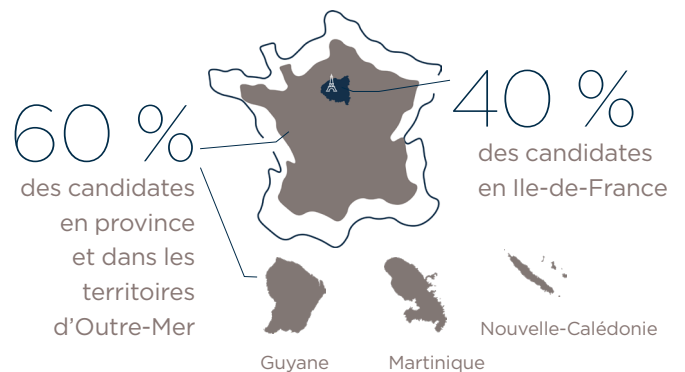 60 %
des candidates
en province
et dans les
territoires
d'Outre-Mer
40 %
des candidates
en Ile-de-France
Guyane
Martinique
Nouvelle-Calédonie